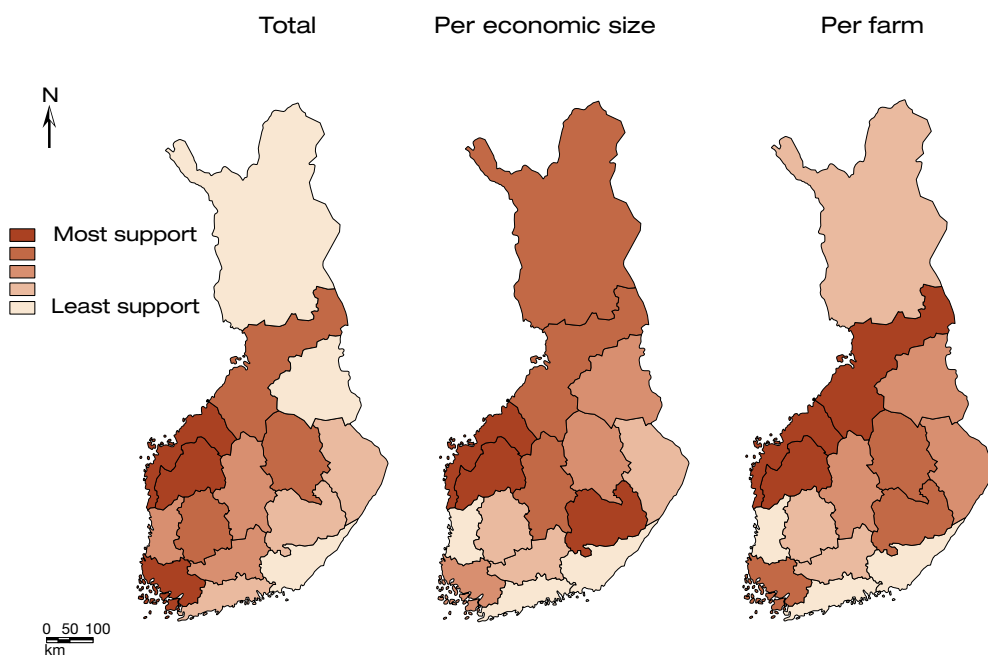 Total
Per economic size
Per farm
N
Most support
Least support
0 50 100
km